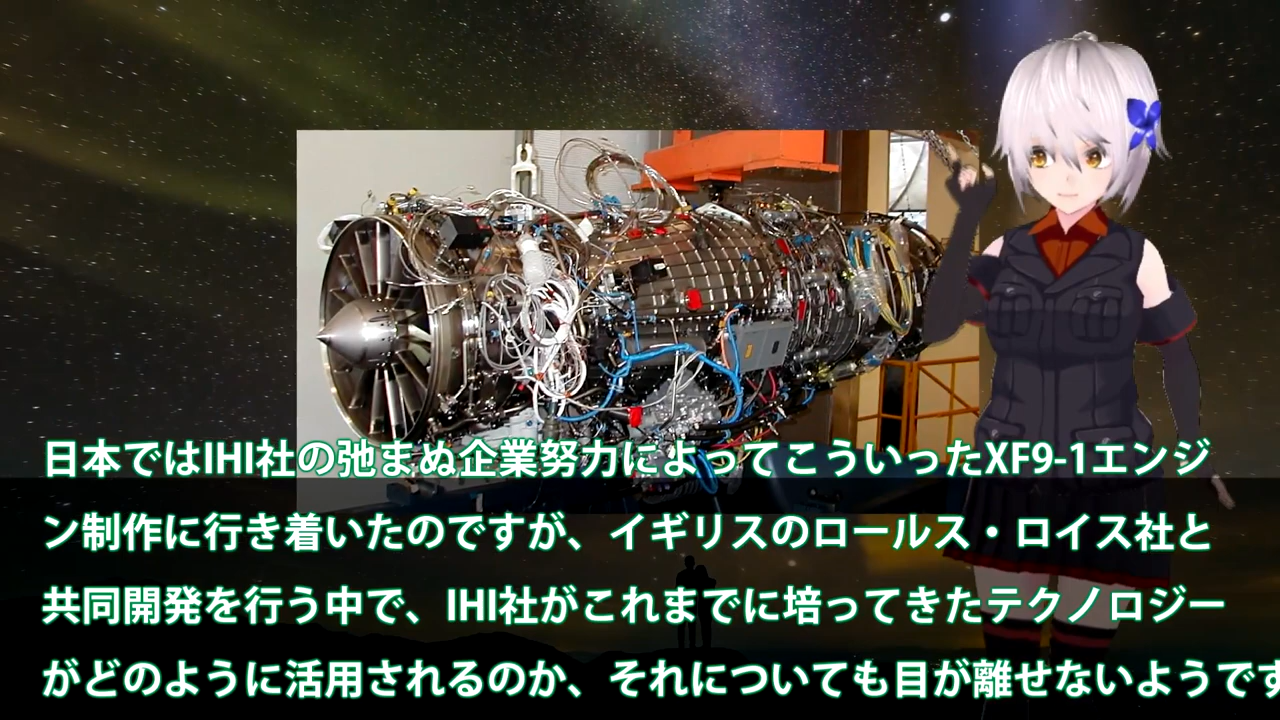 日本ではIHI社の弛まぬ企業努力によってこういったXF9-1エンジ
ン制作に行き着いたのですが、イギリスのロールス・ロイス社と
共同開発を行う中で、IHI社がこれまでに培ってきたテクノロジー
がどのように活用されるのか、それについても目が離せないようです